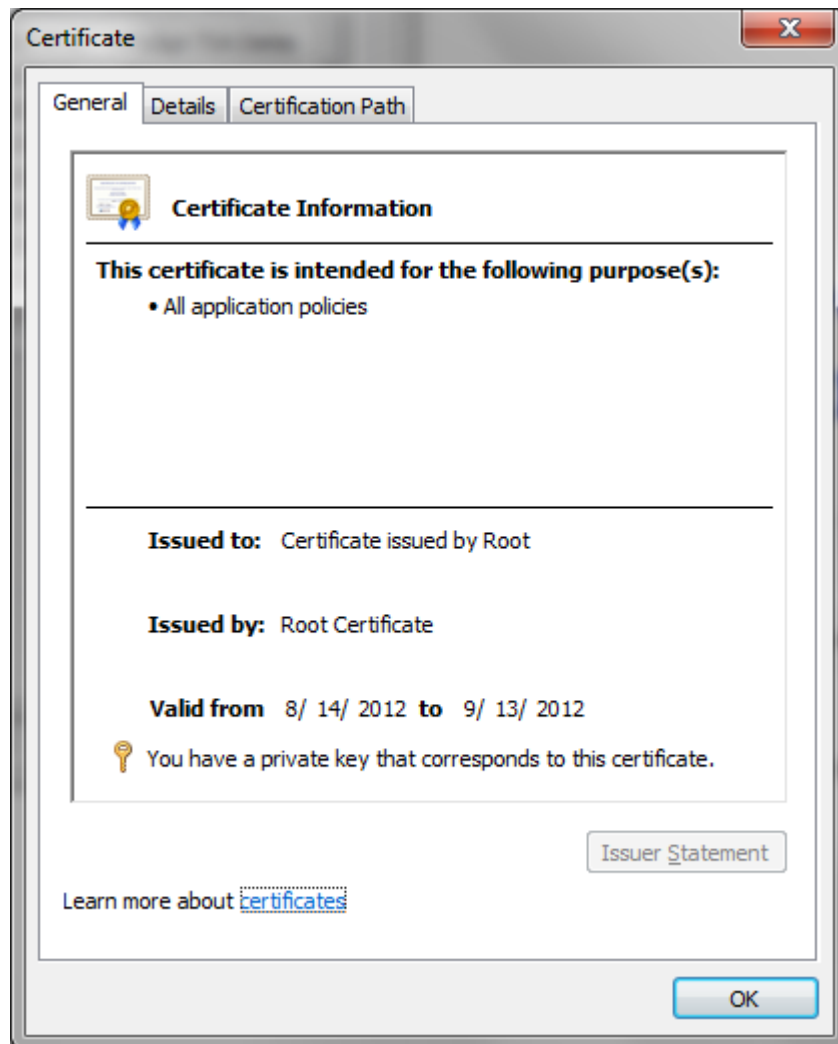 Certificate
General Details Certification Path
Certificate Information
This certificate is intended for the following purpose(s):
• All application policies
Issued to: Certificate issued by Root
Issued by: Root Certificate
Valid from 8/ 14/ 2012 to 9/ 13/ 2012
You have a private key that corresponds to this certificate.
Issuer Statement
Learn more about certificates
OK